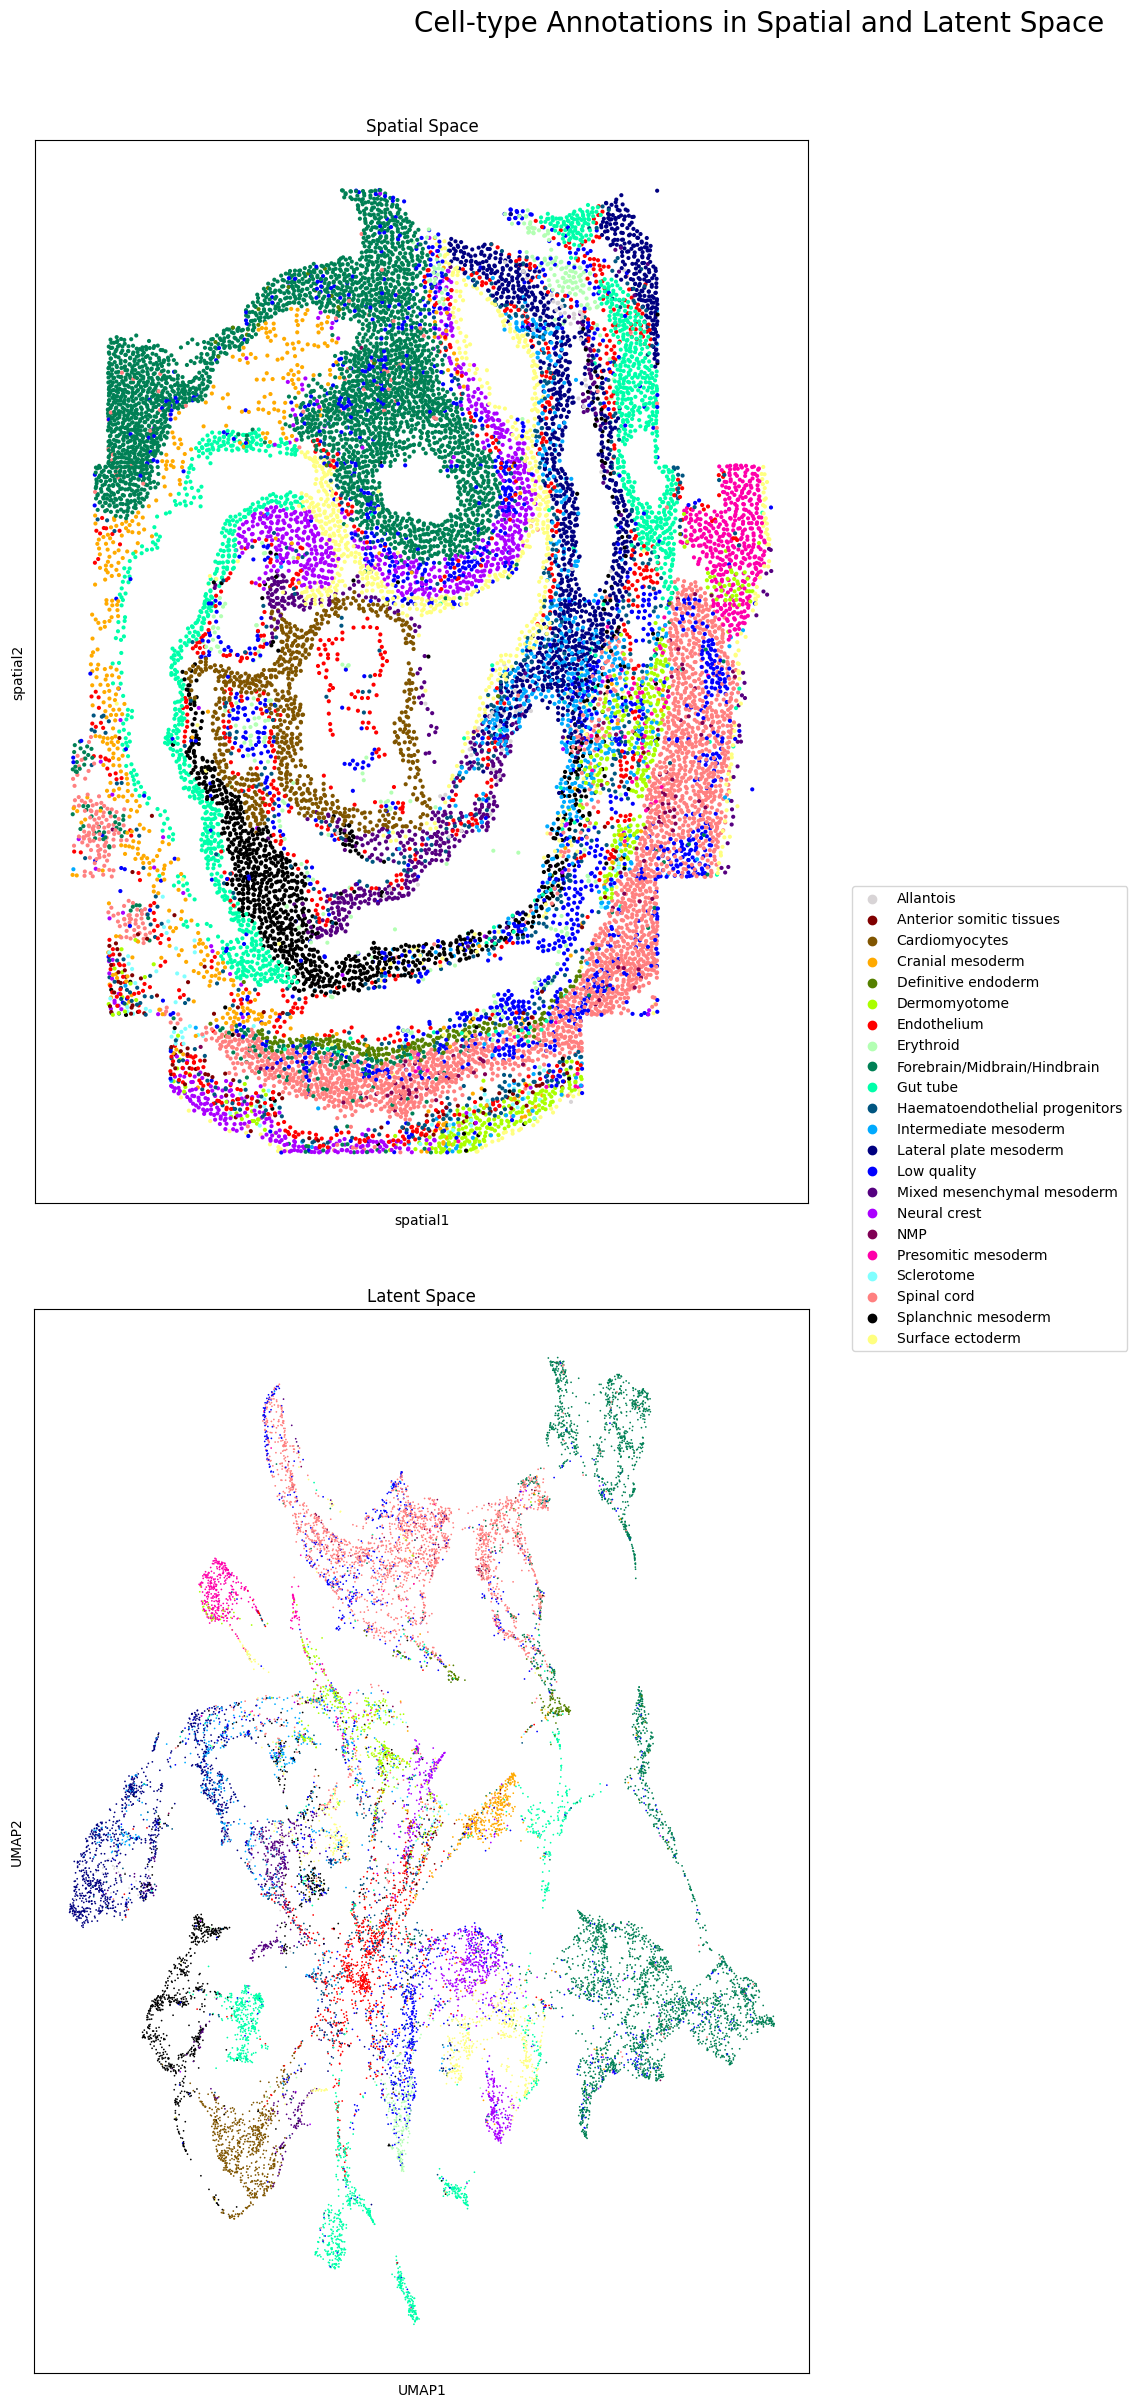 Cell-type Annotations in Spatial and Latent Space
Spatial Space
spatial2
spatial1
Allantois
Anterior somitic tissues
Cardiomyocytes
Cranial mesoderm
Definitive endoderm
Dermomyotome
Endothelium
Erythroid
Forebrain/Midbrain/Hindbrain
Gut tube
Haematoendothelial progenitors
Intermediate mesoderm
Lateral plate mesoderm
Low quality
Mixed mesenchymal mesoderm
Neural crest
NMP
Presomitic mesoderm
Sclerotome
Spinal cord
Splanchnic mesoderm
Surface ectoderm
Latent Space
UMAP2
UMAP1